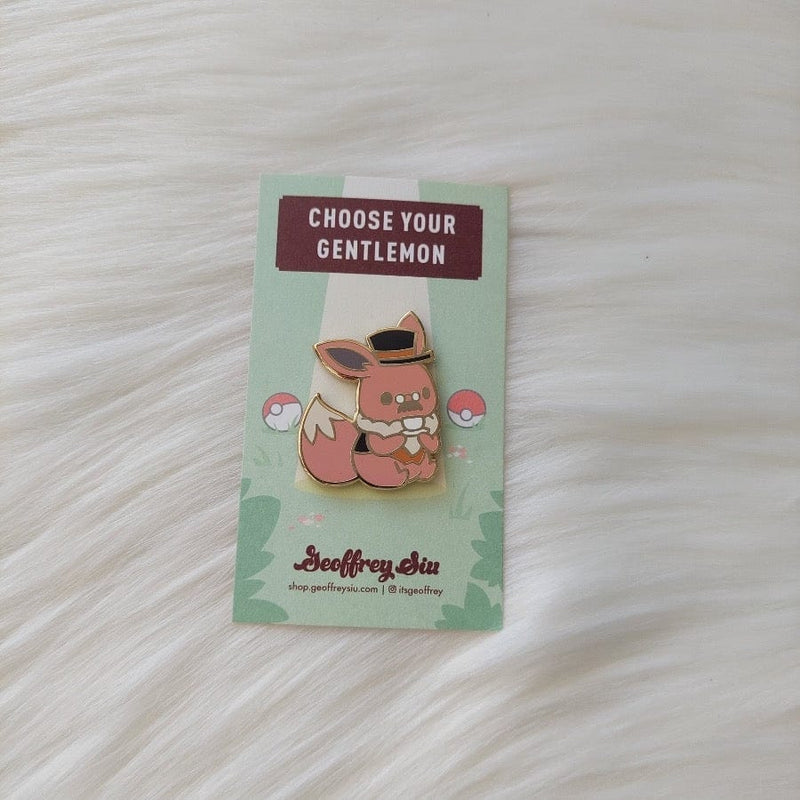 CHOOSE YOUR
GENTLEMON
Geoffrey Siu
shop.geoffreysiu.com | itsgeoffrey